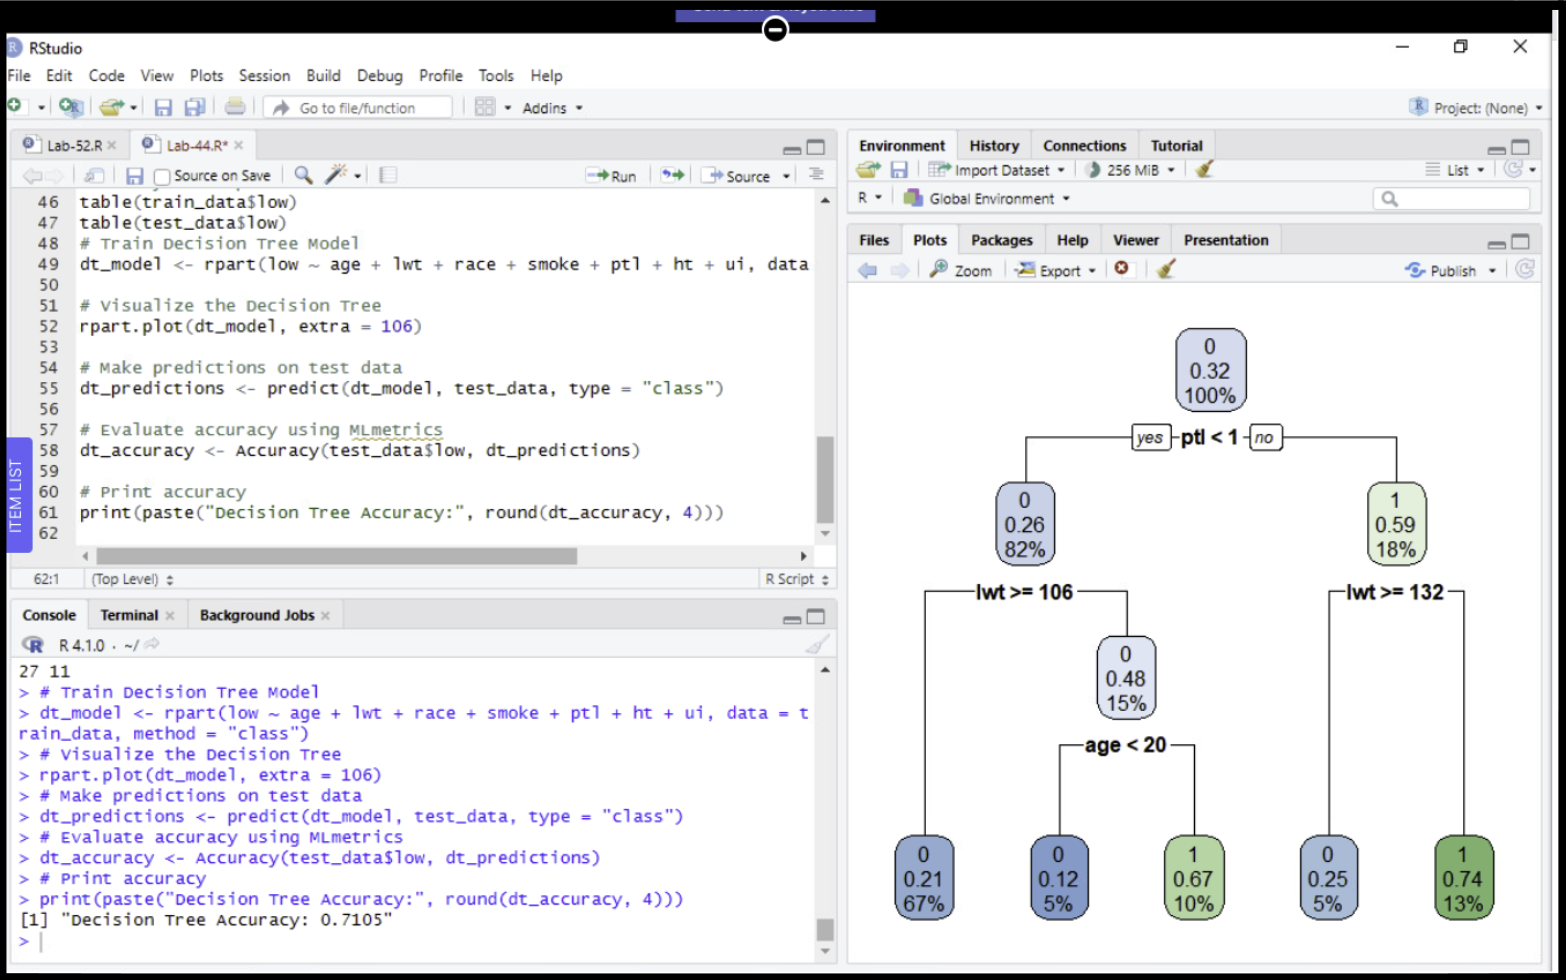 RStudio
File Edit Code View Plots Session Build Debug Profile Tools Help
Go to file/function Addins Project: (None)
Lab-52.R Lab-44.R*
Source on Save Run Source
46 table(train_data$low)
47 table(test_data$low)
48 # Train Decision Tree Model
49 dt_model <- rpart(low ~ age + lwt + race + smoke + ptl + ht + ui, data
50
51 # Visualize the Decision Tree
52 rpart.plot(dt_model, extra = 106)
53
54 # Make predictions on test data
55 dt_predictions <- predict(dt_model, test_data, type = "class")
56
57 # Evaluate accuracy using MLmetrics
58 dt_accuracy <- Accuracy(test_data$low, dt_predictions)
59
60 # Print accuracy
61 print(paste("Decision Tree Accuracy:", round(dt_accuracy, 4)))
62
ITEM LIST
62:1 (Top Level) R Script
Console Terminal Background Jobs
R 4.1.0 · ~/
27 11
> # Train Decision Tree Model
> dt_model <- rpart(low ~ age + lwt + race + smoke + ptl + ht + ui, data = t
rain_data, method = "class")
> # Visualize the Decision Tree
> rpart.plot(dt_model, extra = 106)
> # Make predictions on test data
> dt_predictions <- predict(dt_model, test_data, type = "class")
> # Evaluate accuracy using MLmetrics
> dt_accuracy <- Accuracy(test_data$low, dt_predictions)
> # Print accuracy
> print(paste("Decision Tree Accuracy:", round(dt_accuracy, 4)))
[1] "Decision Tree Accuracy: 0.7105"
>
Environment History Connections Tutorial
Import Dataset 256 MiB List
R Global Environment
Files Plots Packages Help Viewer Presentation
Zoom Export Publish
0
0.32
100%
yes ptl < 1 no
0
0.26
82%
1
0.59
18%
lwt >= 106
lwt >= 132
0
0.48
15%
age < 20
0
0.21
67%
0
0.12
5%
1
0.67
10%
0
0.25
5%
1
0.74
13%